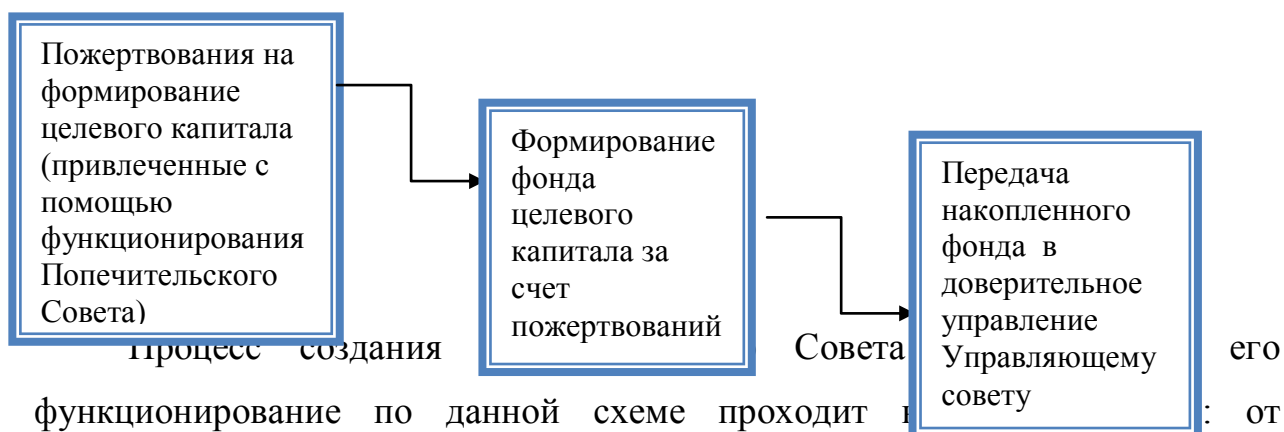 Пожертвования на
формирование
целевого капитала
(привлеченные с
помощью
функционирования
Попечительского
Совета)
Формирование
фонда
целевого
капитала за
счет
пожертвований
Передача
накопленного
фонда в
доверительное
управление
Управляющему
совету
Процесс создания Совета его
функционирование по данной схеме проходит : от